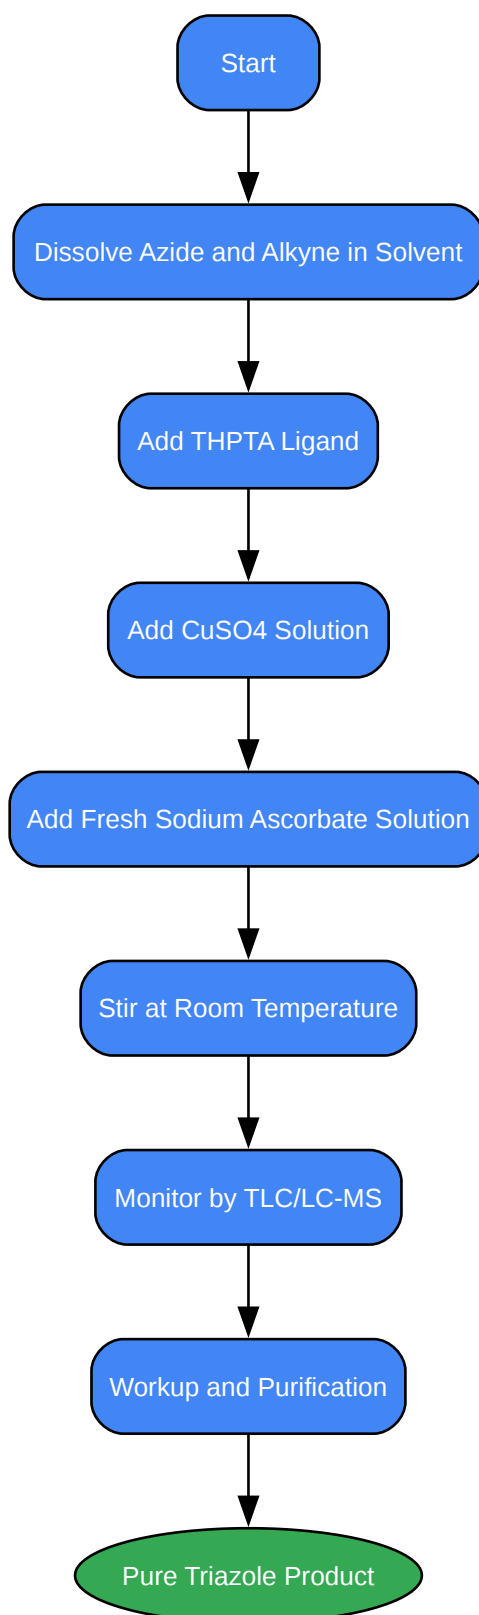 Start
Dissolve Azide and Alkyne in Solvent
Add THPTA Ligand
Add CuSO4 Solution
Add Fresh Sodium Ascorbate Solution
Stir at Room Temperature
Monitor by TLC/LC-MS
Workup and Purification
Pure Triazole Product